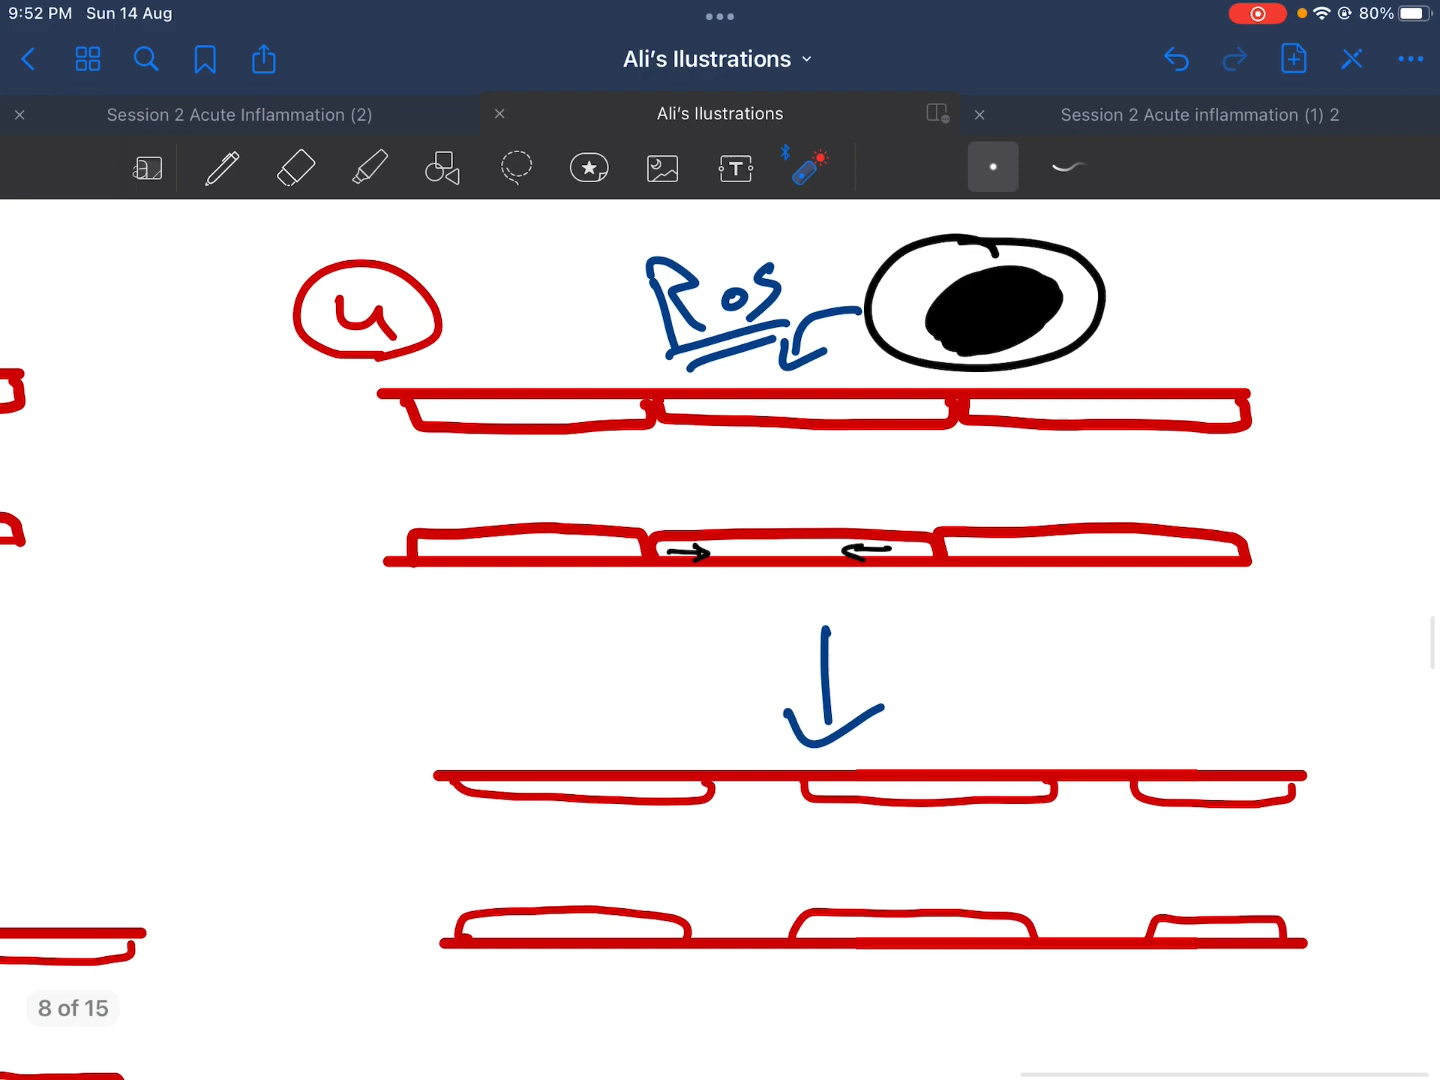 9:52 PM Sun 14 Aug
80%
Ali's Ilustrations
Session 2 Acute Inflammation (2)
Ali's Ilustrations
Session 2 Acute inflammation (1) 2
a
T
ROS
8 of 15